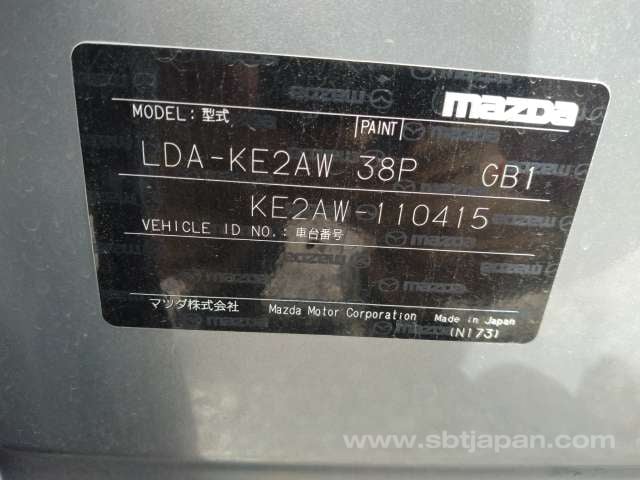 mazda
MODEL: 型式 PAINT
LDA-KE2AW 38P GB1
KE2AW-110415
VEHICLE ID NO.: 車台番号
マツダ株式会社 Mazda Motor Corporation Made in Japan
(N173)
www.sbtjapan.com